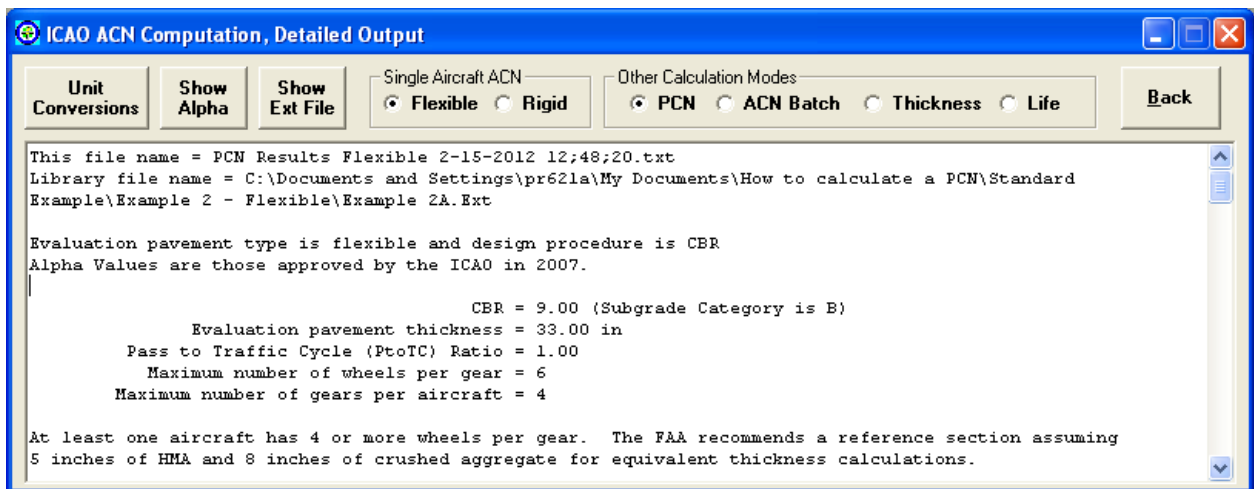 ICAO ACN Computation, Detailed Output
Unit Conversions
Show Alpha
Show Ext File
Single Aircraft ACN
Flexible Rigid
Other Calculation Modes
PCN ACN Batch Thickness Life
Back
This file name = PCN Results Flexible 2-15-2012 12;48;20.txt
Library file name = C:\Documents and Settings\pr621a\My Documents\How to calculate a PCN\Standard
Example\Example 2 - Flexible\Example 2A.Ext
Evaluation pavement type is flexible and design procedure is CBR
Alpha Values are those approved by the ICAO in 2007.
CBR = 9.00 (Subgrade Category is B)
Evaluation pavement thickness = 33.00 in
Pass to Traffic Cycle (PtoTC) Ratio = 1.00
Maximum number of wheels per gear = 6
Maximum number of gears per aircraft = 4
At least one aircraft has 4 or more wheels per gear.  The FAA recommends a reference section assuming
5 inches of HMA and 8 inches of crushed aggregate for equivalent thickness calculations.